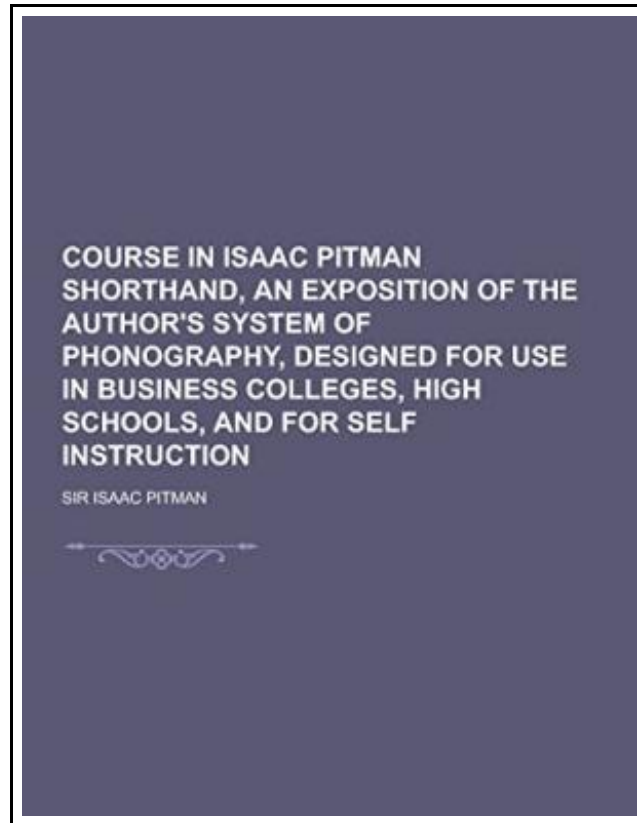 COURSE IN ISAAC PITMAN
SHORTHAND, AN EXPOSITION OF THE
AUTHOR'S SYSTEM OF
PHONOGRAPHY, DESIGNED FOR USE
IN BUSINESS COLLEGES, HIGH
SCHOOLS, AND FOR SELF
INSTRUCTION
SIR ISAAC PITMAN